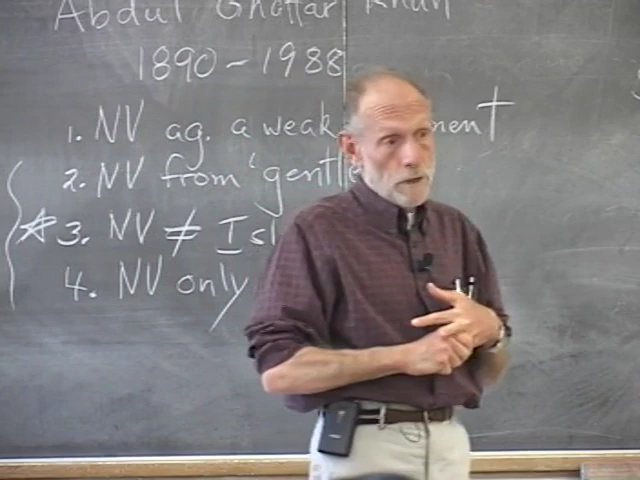 Abdul Ghaffar Khan
1890-1988
1. NV ag. a weak ment
2. NV from 'gentle
3. NV ≠ Isl
4. NV only